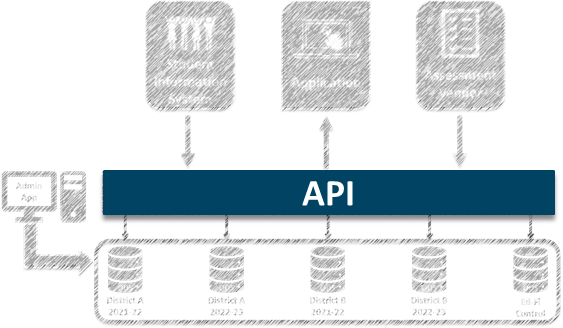 Student
Information
System
Application
Assessment
Vendor
Admin
App
API
District A
2021-22
District A
2022-23
District B
2021-22
District B
2022-23
Ed-Fi
Control